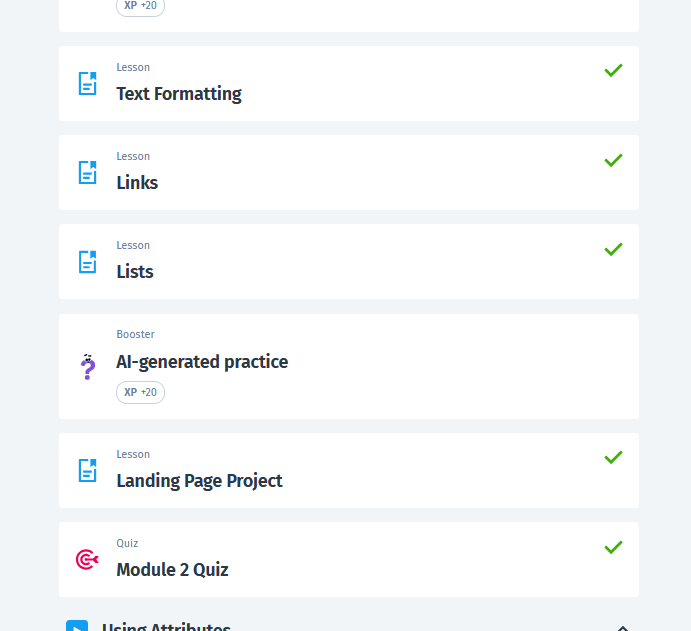 XP +20
Lesson
Text Formatting
Lesson
Links
Lesson
Lists
Booster
AI-generated practice
XP +20
Lesson
Landing Page Project
Quiz
Module 2 Quiz
Using Attributes